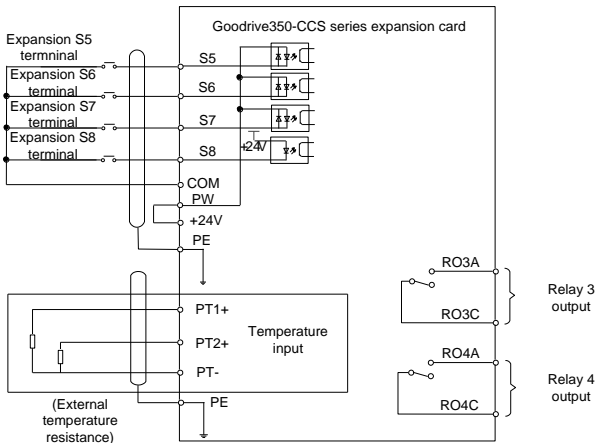 Goodrive350-CCS series expansion card
Expansion S5
termninal
Expansion S6
terminal
Expansion S7
terminal
Expansion S8
terminal
S5
S6
S7
S8
+24V
COM
PW
+24V
PE
PT1+
PT2+
PT-
Temperature
input
PE
(External
temperature
resistance)
RO3A
RO3C
Relay 3
output
RO4A
RO4C
Relay 4
output